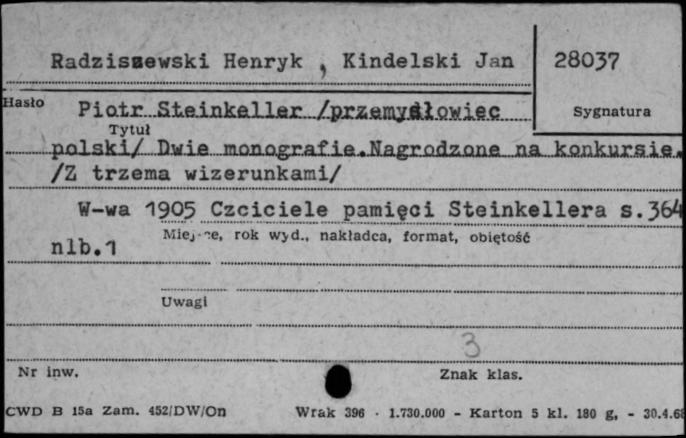 Radziszewski Henryk , Kindelski Jan
28037
Hasło
Piotr Steinkeller /przemysłowiec
Sygnatura
Tytuł
polski/ Dwie monografie.Nagrodzone na konkursie.
/Z trzema wizerunkami/
W-wa 1905 Czciciele pamięci Steinkellera s.364
nlb.1
Miejsce, rok wyd., nakładca, format, objętość
Uwagi
3
Nr inw.
Znak klas.
CWD B 15a Zam. 452/DW/On
Wrak 396 · 1.730.000 - Karton 5 kl. 180 g, - 30.4.68